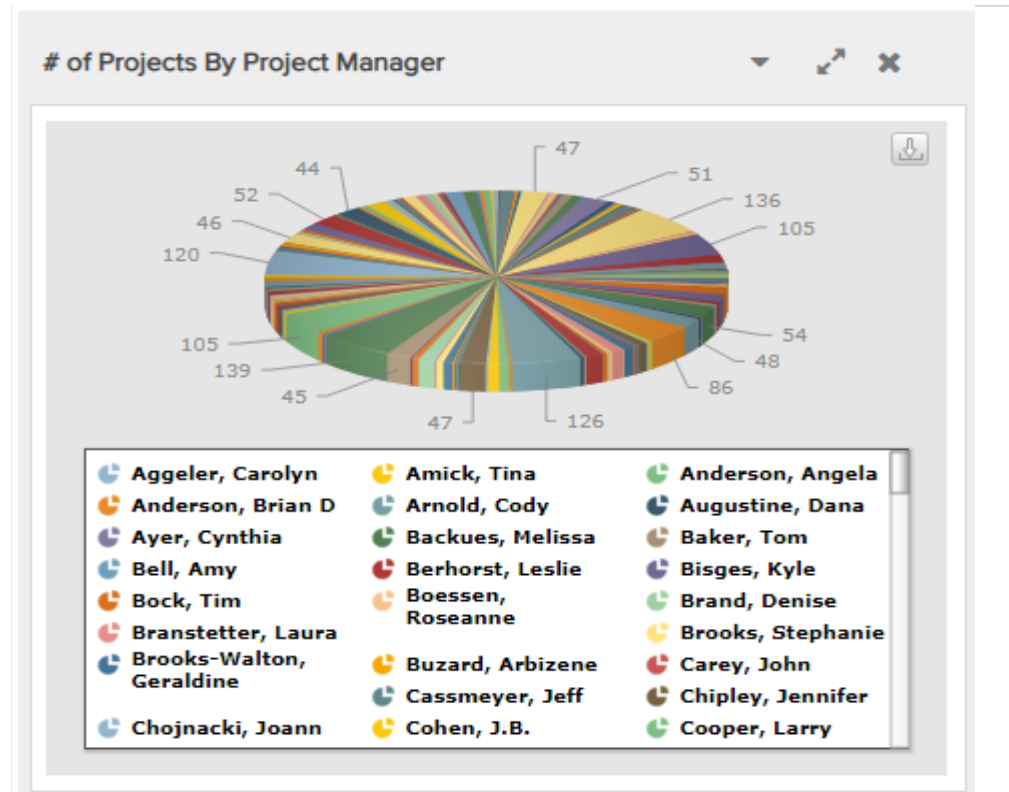 # of Projects By Project Manager
47
44
51
52
136
46
105
120
54
105
48
139
86
45
47
126
Aggeler, Carolyn
Amick, Tina
Anderson, Angela
Anderson, Brian D
Arnold, Cody
Augustine, Dana
Ayer, Cynthia
Backues, Melissa
Baker, Tom
Bell, Amy
Berhorst, Leslie
Bisges, Kyle
Bock, Tim
Boessen,
Roseanne
Brand, Denise
Branstetter, Laura
Brooks, Stephanie
Brooks-Walton,
Geraldine
Buzard, Arbizene
Carey, John
Cassmeyer, Jeff
Chipley, Jennifer
Chojnacki, Joann
Cohen, J.B.
Cooper, Larry